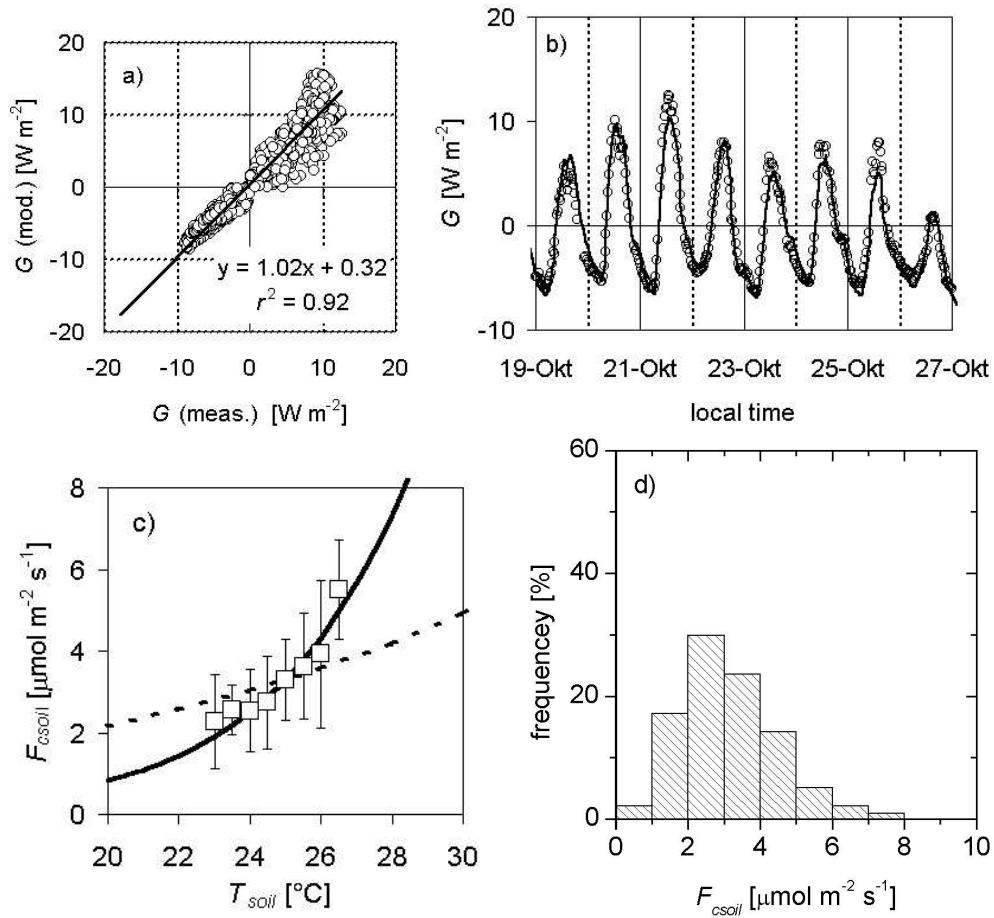 a)
20
10
0
-10
-20
G (mod.) [W m-2]
y = 1.02x + 0.32
r2 = 0.92
-20 -10 0 10 20
G (meas.) [W m-2]
b)
20
10
0
-10
G [W m-2]
19-Okt 21-Okt 23-Okt 25-Okt 27-Okt
local time
c)
8
6
4
2
0
Fcsoil [µmol m-2 s-1]
20 22 24 26 28 30
Tsoil [°C]
d)
60
40
20
0
frequencey [%]
0 2 4 6 8 10
Fcsoil [µmol m-2 s-1]